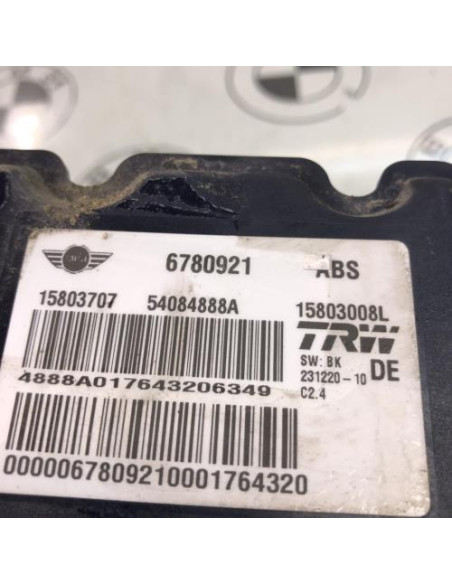 6780921 ABS
15803707 54084888A 15803008L
TRW
SW: BK
231220-10 DE
C2.4
4888A017643206349
0000067809210001764320